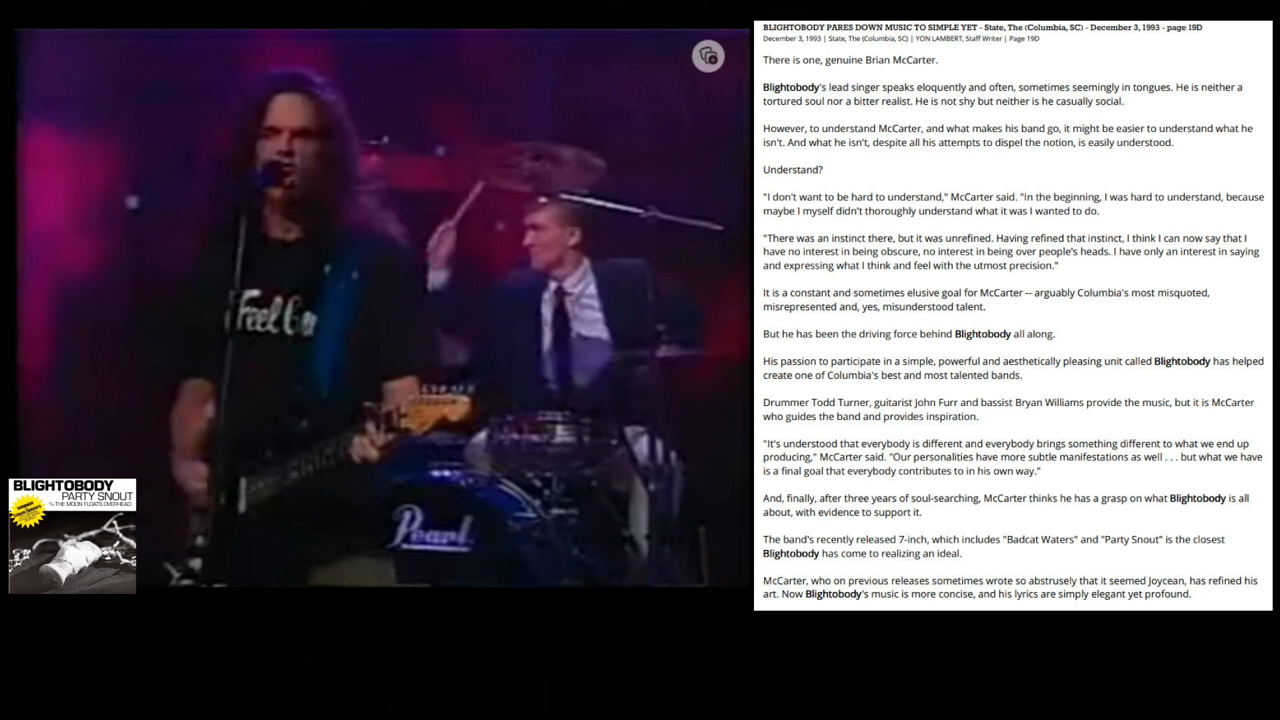 BLIGHTOBODY PARES DOWN MUSIC TO SIMPLE YET - State, The (Columbia, SC) - December 3, 1993 - page 19D
December 3, 1993 | State, The (Columbia, SC) | YON LAMBERT, Staff Writer | Page 19D
There is one, genuine Brian McCarter.
Blightobody's lead singer speaks eloquently and often, sometimes seemingly in tongues. He is neither a
tortured soul nor a bitter realist. He is not shy but neither is he casually social.
However, to understand McCarter, and what makes his band go, it might be easier to understand what he
isn't. And what he isn't, despite all his attempts to dispel the notion, is easily understood.
Understand?
"I don't want to be hard to understand," McCarter said. "In the beginning, I was hard to understand, because
maybe I myself didn't thoroughly understand what it was I wanted to do.
"There was an instinct there, but it was unrefined. Having refined that instinct, I think I can now say that I
have no interest in being obscure, no interest in being over people's heads. I have only an interest in saying
and expressing what I think and feel with the utmost precision."
It is a constant and sometimes elusive goal for McCarter -- arguably Columbia's most misquoted,
misrepresented and, yes, misunderstood talent.
But he has been the driving force behind Blightobody all along.
His passion to participate in a simple, powerful and aesthetically pleasing unit called Blightobody has helped
create one of Columbia's best and most talented bands.
Drummer Todd Turner, guitarist John Furr and bassist Bryan Williams provide the music, but it is McCarter
who guides the band and provides inspiration.
"It's understood that everybody is different and everybody brings something different to what we end up
producing," McCarter said. "Our personalities have more subtle manifestations as well . . . but what we have
is a final goal that everybody contributes to in his own way."
And, finally, after three years of soul-searching, McCarter thinks he has a grasp on what Blightobody is all
about, with evidence to support it.
The band's recently released 7-inch, which includes "Badcat Waters" and "Party Snout" is the closest
Blightobody has come to realizing an ideal.
McCarter, who on previous releases sometimes wrote so abstrusely that it seemed Joycean, has refined his
art. Now Blightobody's music is more concise, and his lyrics are simply elegant yet profound.
Feel
Pearl
BLIGHTOBODY
PARTY SNOUT
THE MOON FLOATS OVERHEAD